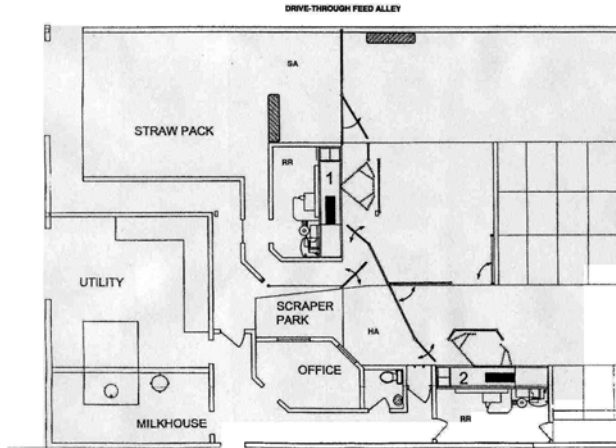 DRIVE-THROUGH FEED ALLEY
SA
STRAW PACK
RR
1
UTILITY
SCRAPER
PARK
HA
OFFICE
2
MILKHOUSE
RR